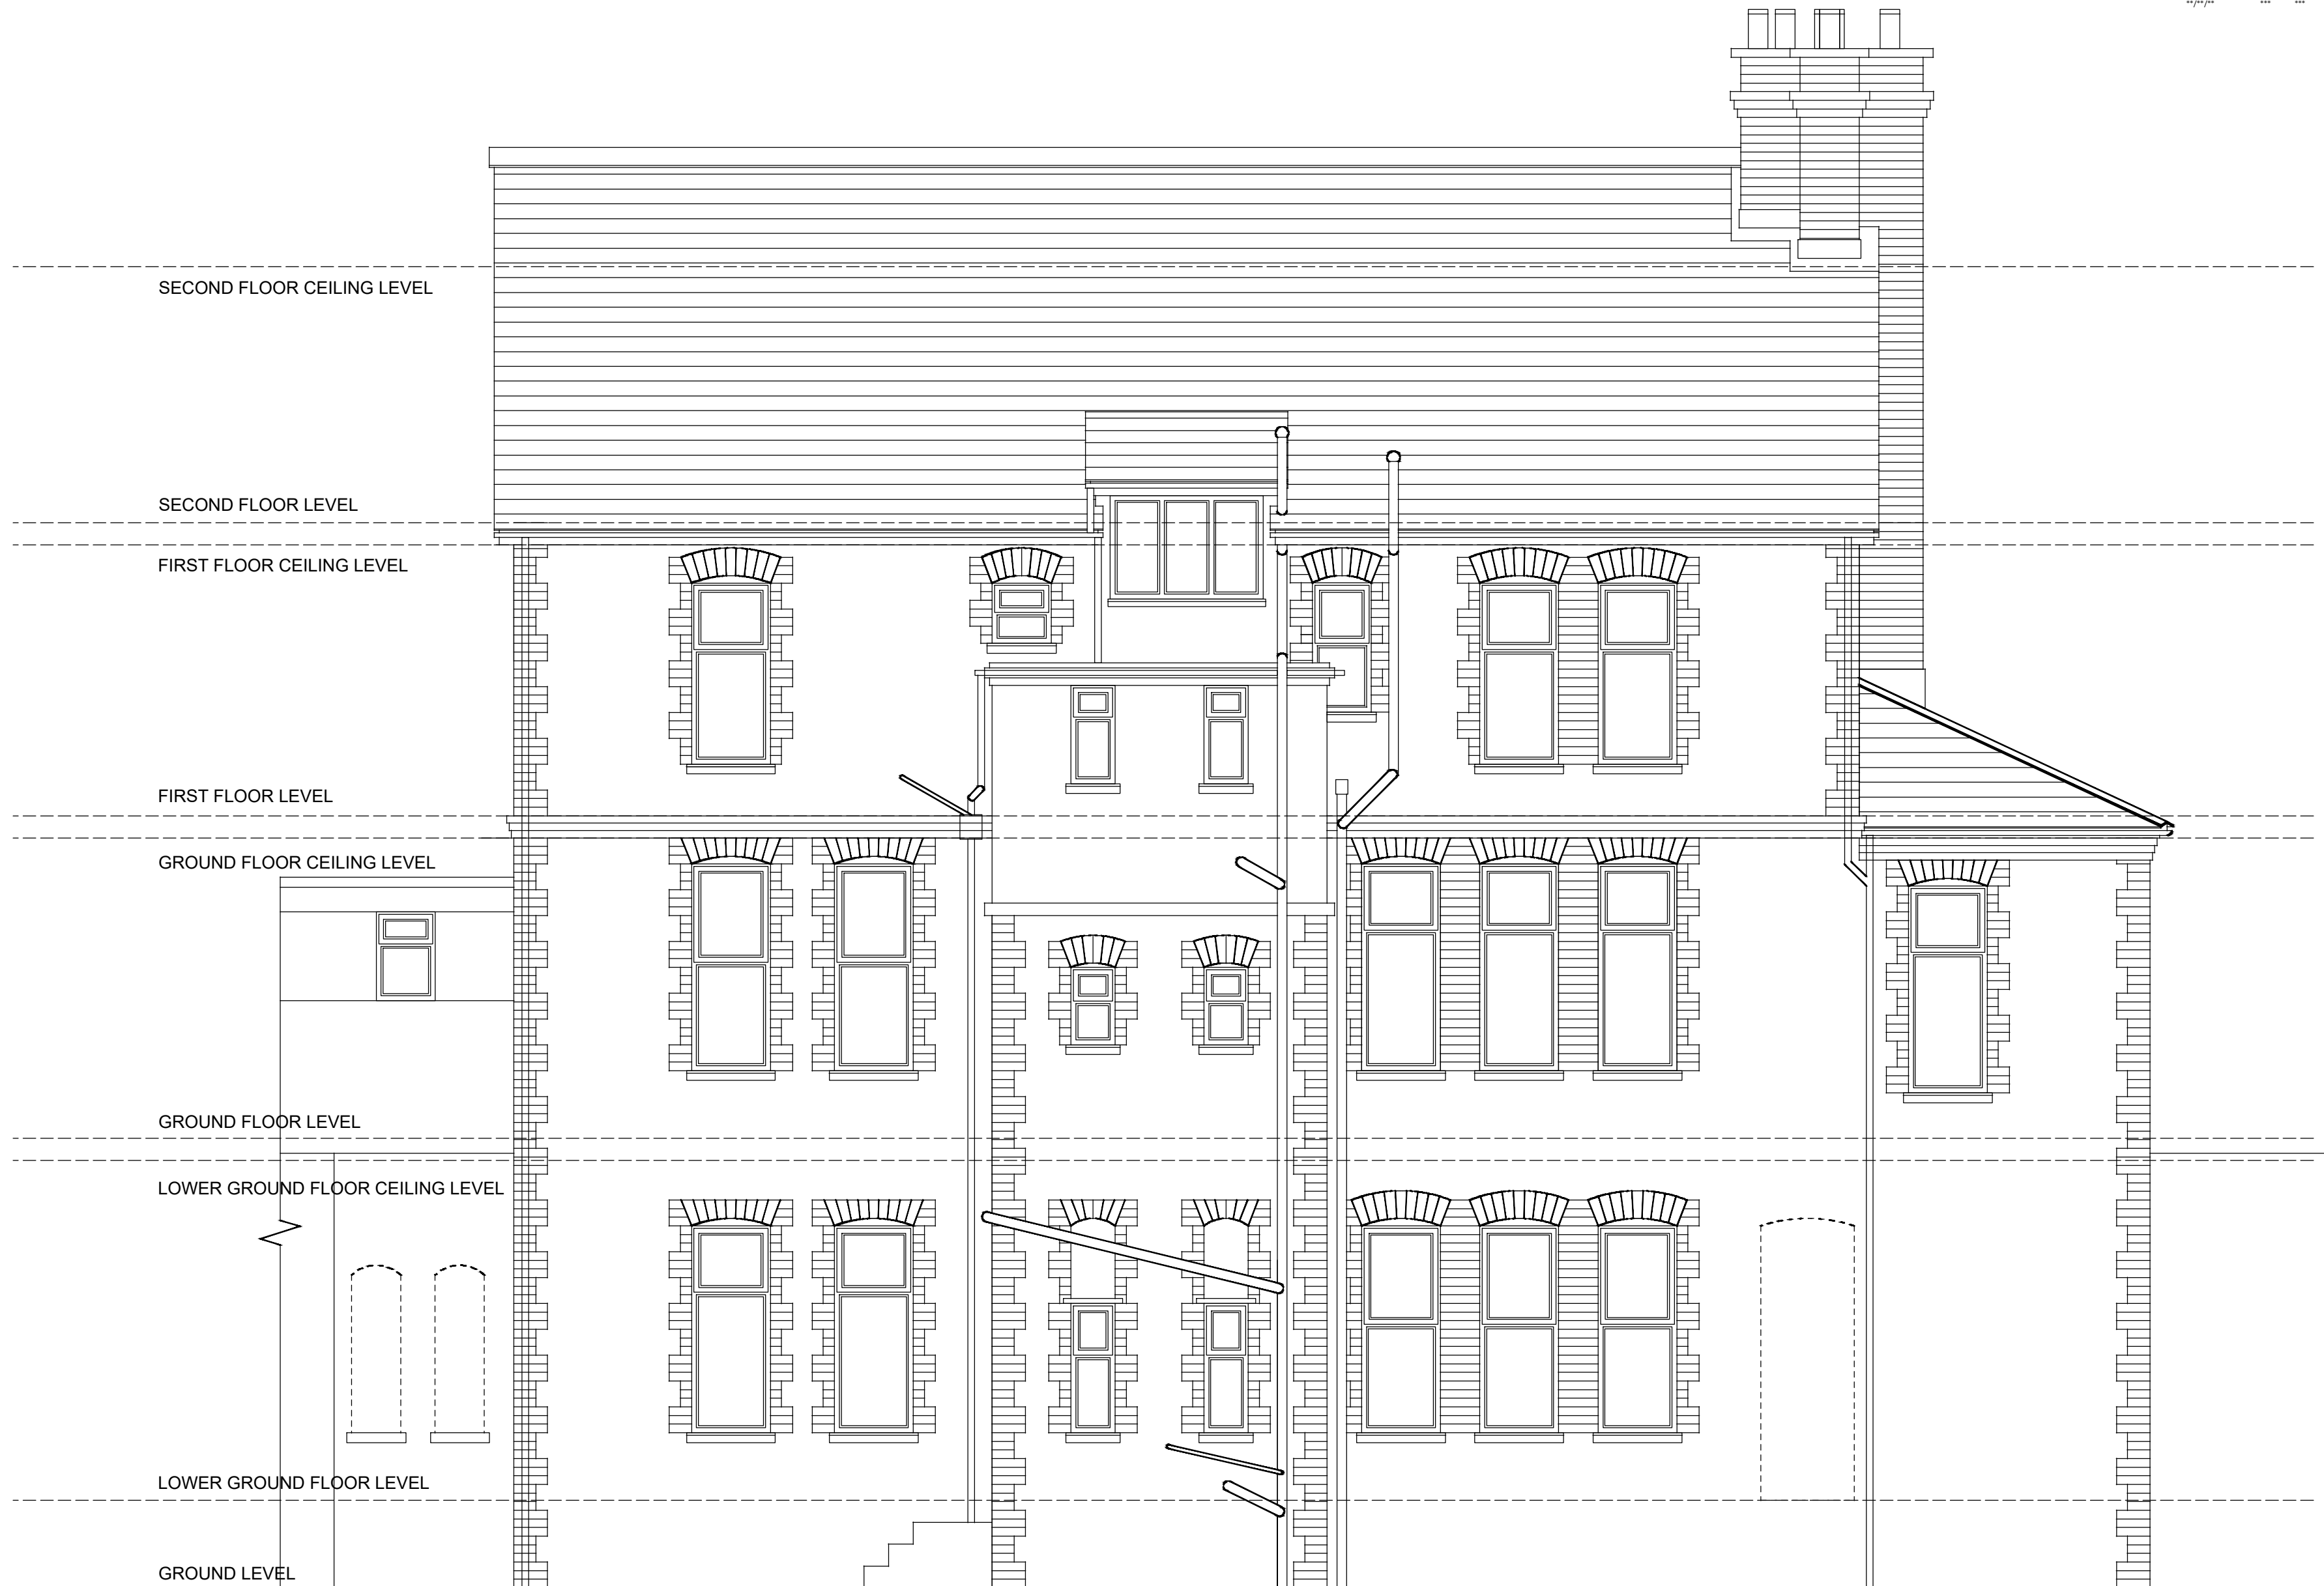 **/**/** *** ***
SECOND FLOOR CEILING LEVEL
SECOND FLOOR LEVEL
FIRST FLOOR CEILING LEVEL
FIRST FLOOR LEVEL
GROUND FLOOR CEILING LEVEL
GROUND FLOOR LEVEL
LOWER GROUND FLOOR CEILING LEVEL
LOWER GROUND FLOOR LEVEL
GROUND LEVEL